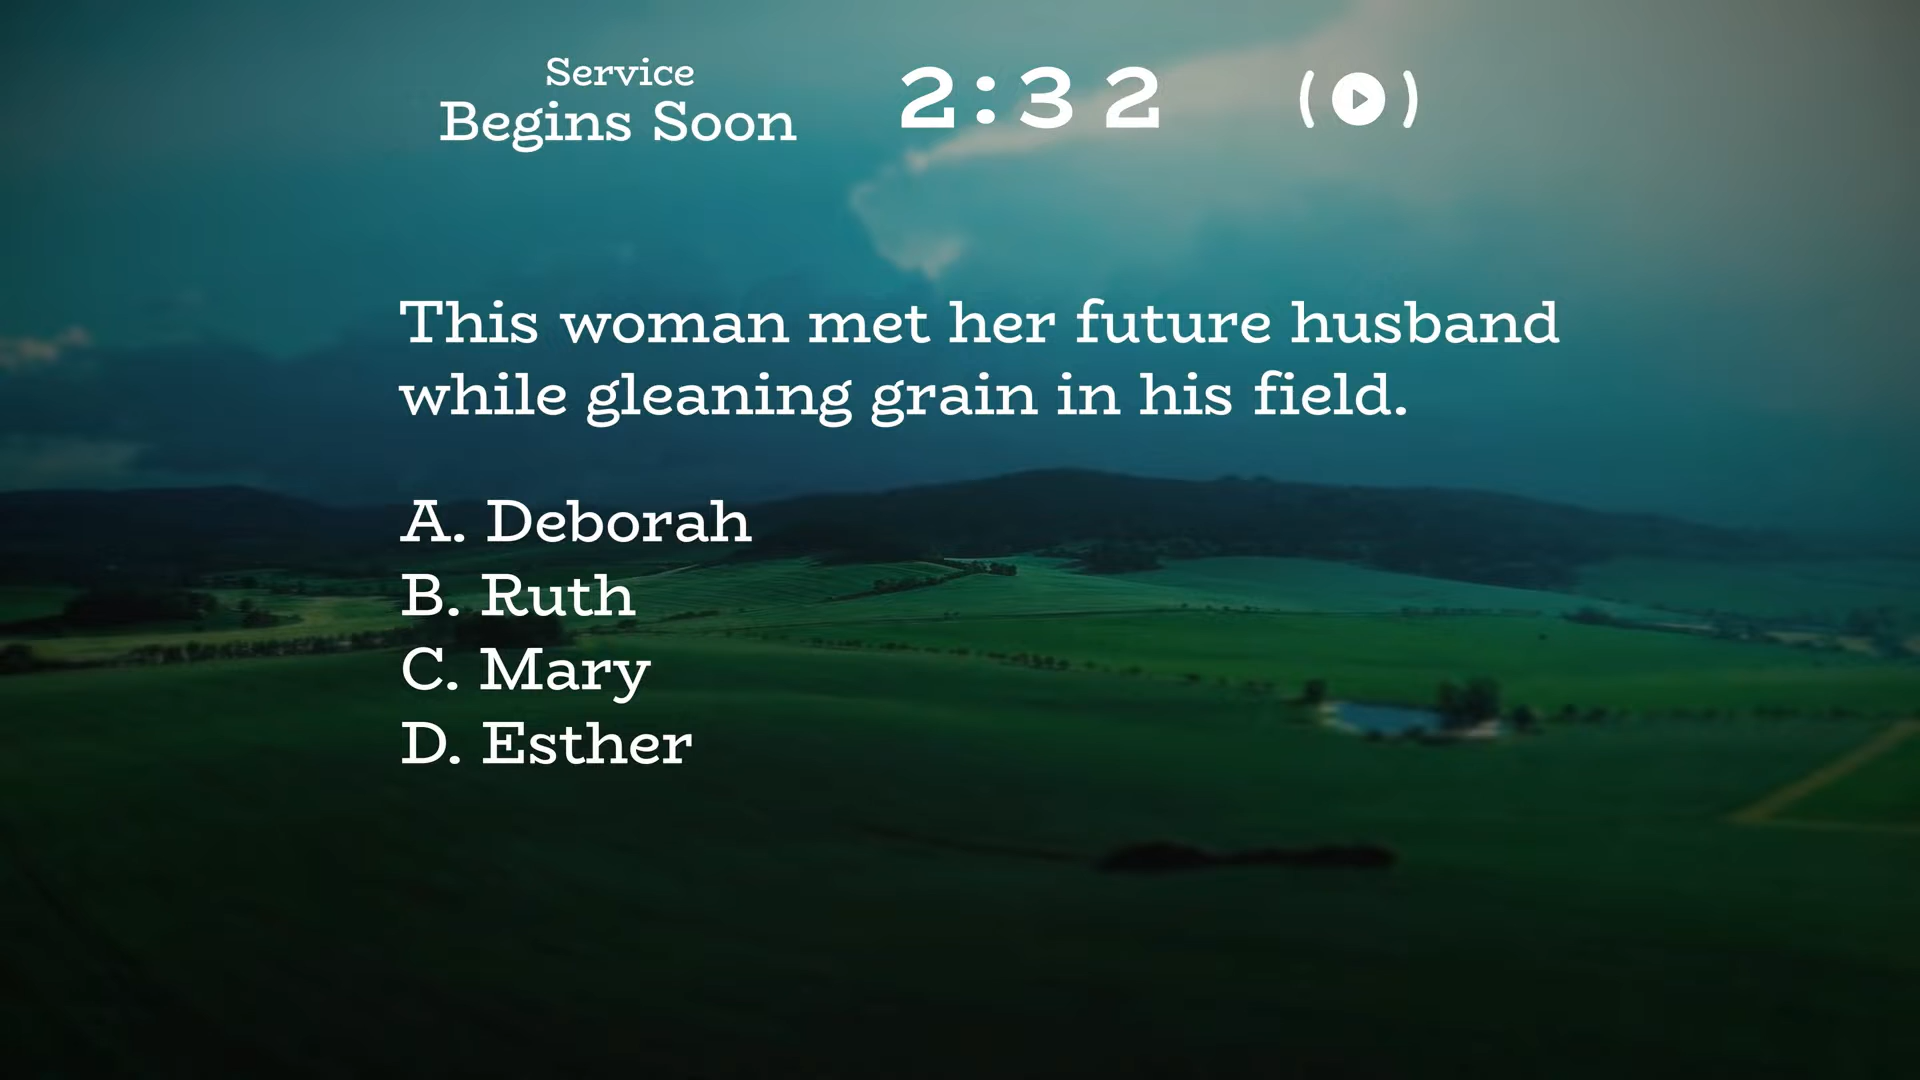 Service
Begins Soon
2:32
This woman met her future husband
while gleaning grain in his field.
A. Deborah
B. Ruth
C. Mary
D. Esther